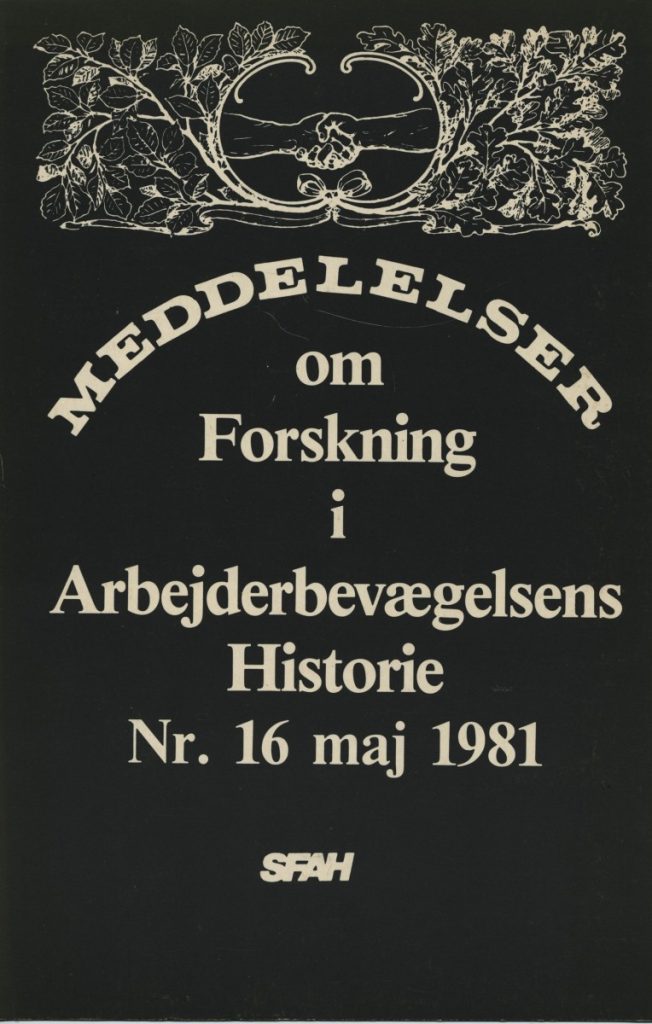 MEDDELELSER
om
Forskning
i
Arbejderbevægelsens
Historie
Nr. 16 maj 1981
SFAH